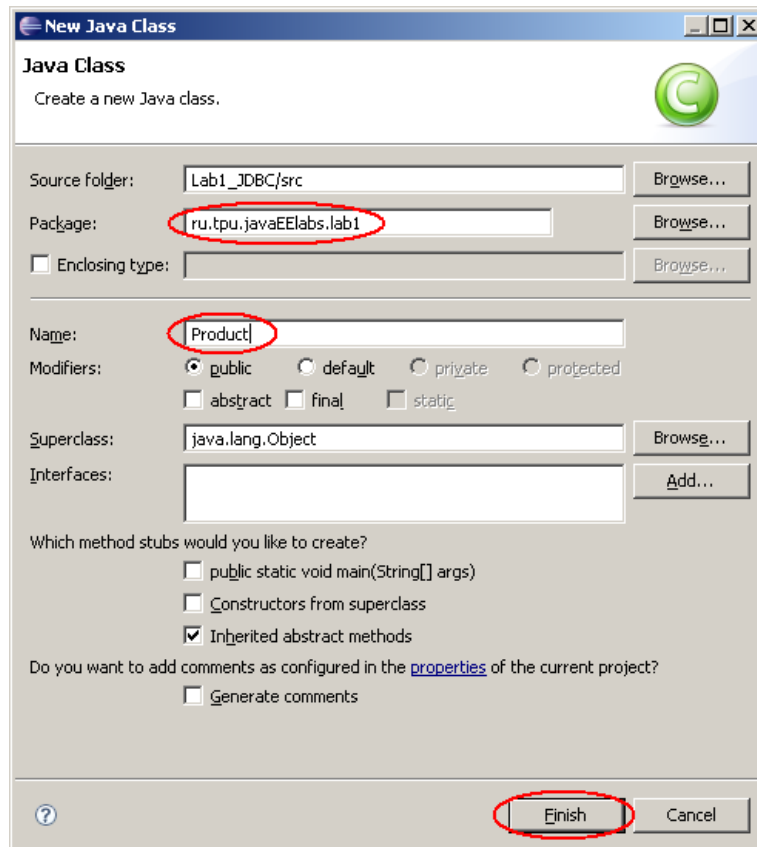 New Java Class
Java Class
Create a new Java class.
C
Source folder: Lab1_JDBC/src Browse...
Package: ru.tpu.javaEElabs.lab1 Browse...
Enclosing type: Browse...
Name: Product
Modifiers: public default private protected
abstract final static
Superclass: java.lang.Object Browse...
Interfaces: Add...
Which method stubs would you like to create?
public static void main(String[] args)
Constructors from superclass
Inherited abstract methods
Do you want to add comments as configured in the properties of the current project?
Generate comments
? Finish Cancel